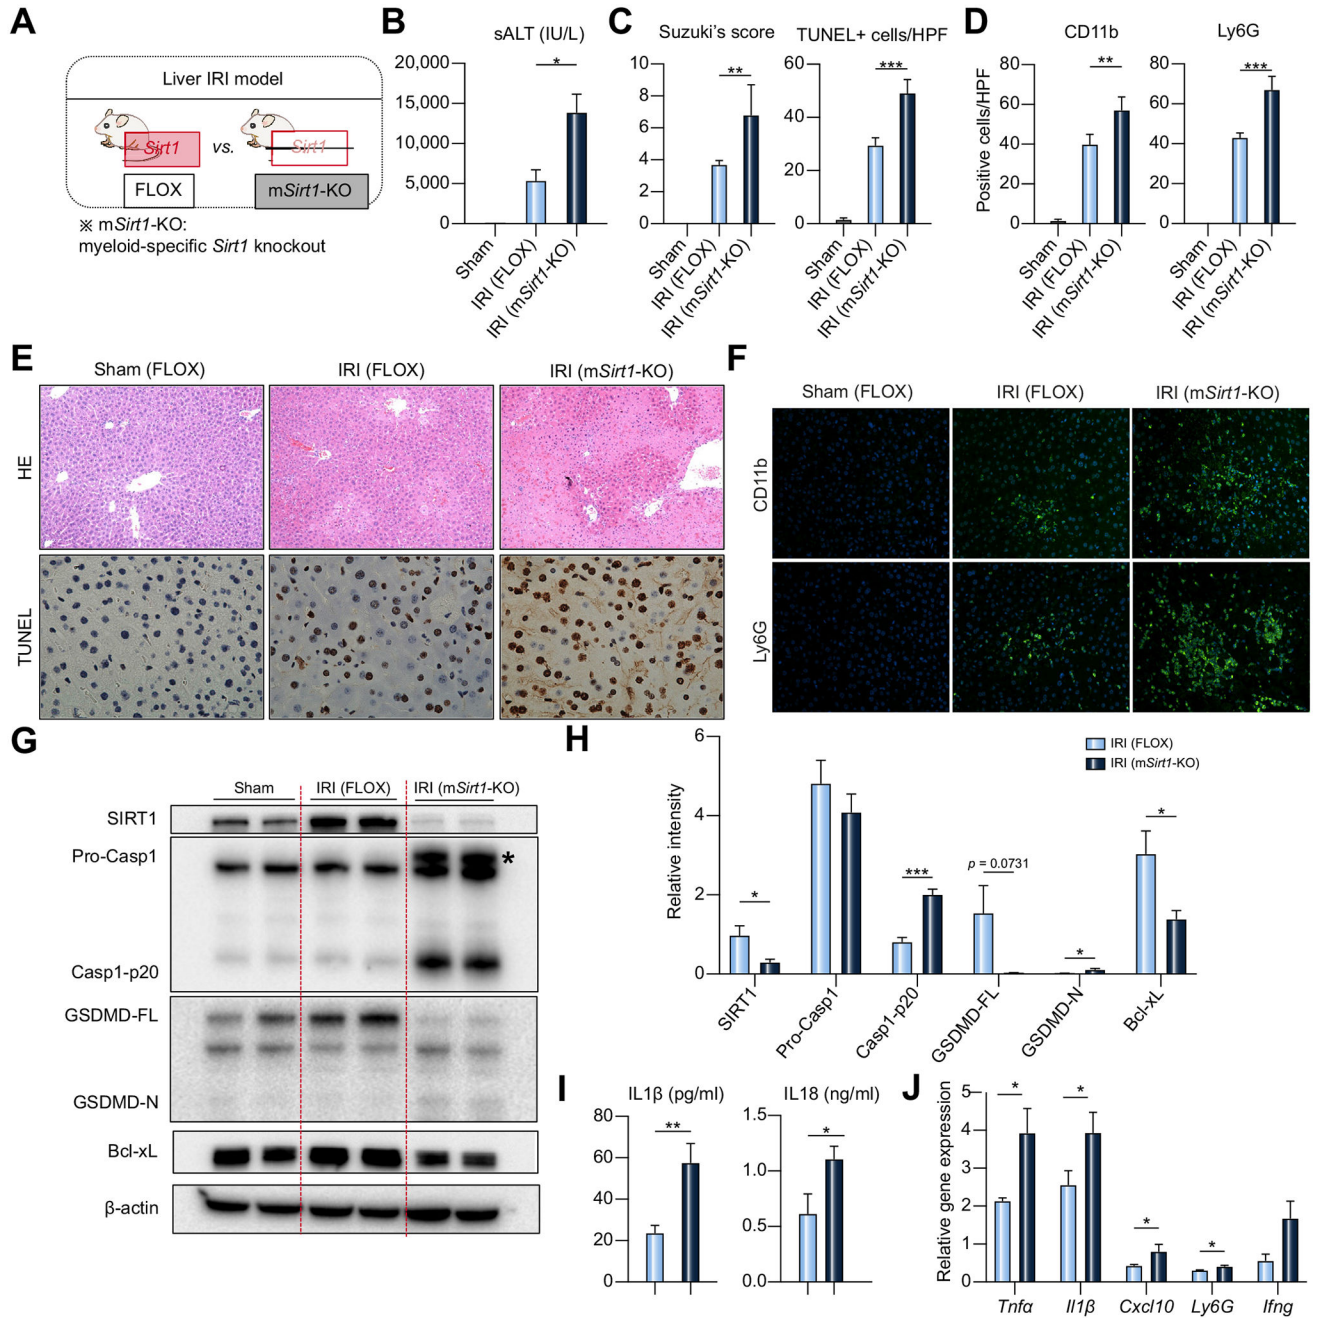 A
Liver IRI model
Sirt1
vs.
Sirt1
FLOX
mSirt1-KO
※ mSirt1-KO:
myeloid-specific Sirt1 knockout
B
sALT (IU/L)
*
20,000
15,000
10,000
5,000
0
Sham
IRI (FLOX)
IRI (mSirt1-KO)
C
Suzuki's score
**
10
8
6
4
2
0
Sham
IRI (FLOX)
IRI (mSirt1-KO)
TUNEL+ cells/HPF
***
60
40
20
0
Sham
IRI (FLOX)
IRI (mSirt1-KO)
D
CD11b
**
Positive cells/HPF
80
60
40
20
0
Sham
IRI (FLOX)
IRI (mSirt1-KO)
Ly6G
***
80
60
40
20
0
Sham
IRI (FLOX)
IRI (mSirt1-KO)
E
Sham (FLOX)
IRI (FLOX)
IRI (mSirt1-KO)
HE
TUNEL
F
Sham (FLOX)
IRI (FLOX)
IRI (mSirt1-KO)
CD11b
Ly6G
G
Sham
IRI (FLOX)
IRI (mSirt1-KO)
SIRT1
Pro-Casp1
*
Casp1-p20
GSDMD-FL
GSDMD-N
Bcl-xL
β-actin
H
IRI (FLOX)
IRI (mSirt1-KO)
Relative intensity
6
4
2
0
*
***
p = 0.0731
*
*
SIRT1
Pro-Casp1
Casp1-p20
GSDMD-FL
GSDMD-N
Bcl-xL
I
IL1β (pg/ml)
**
80
60
40
20
0
IL18 (ng/ml)
*
1.5
1.0
0.5
0.0
J
Relative gene expression
5
4
3
2
1
0
*
*
*
*
Tnfα
Il1β
Cxcl10
Ly6G
Ifng